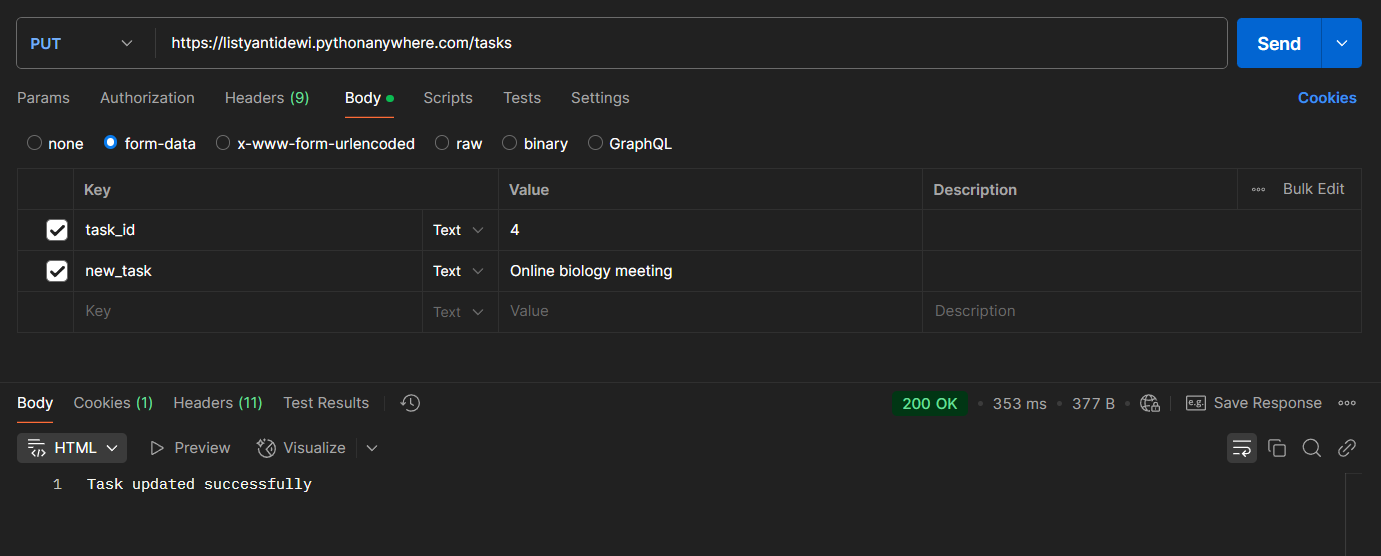 PUT https://listyantidewi.pythonanywhere.com/tasks Send
Params Authorization Headers (9) Body Scripts Tests Settings Cookies
none form-data x-www-form-urlencoded raw binary GraphQL
Key Value Description Bulk Edit
task_id Text 4
new_task Text Online biology meeting
Key Text Value Description
Body Cookies (1) Headers (11) Test Results 200 OK 353 ms 377 B e.g. Save Response
HTML Preview Visualize
1 Task updated successfully